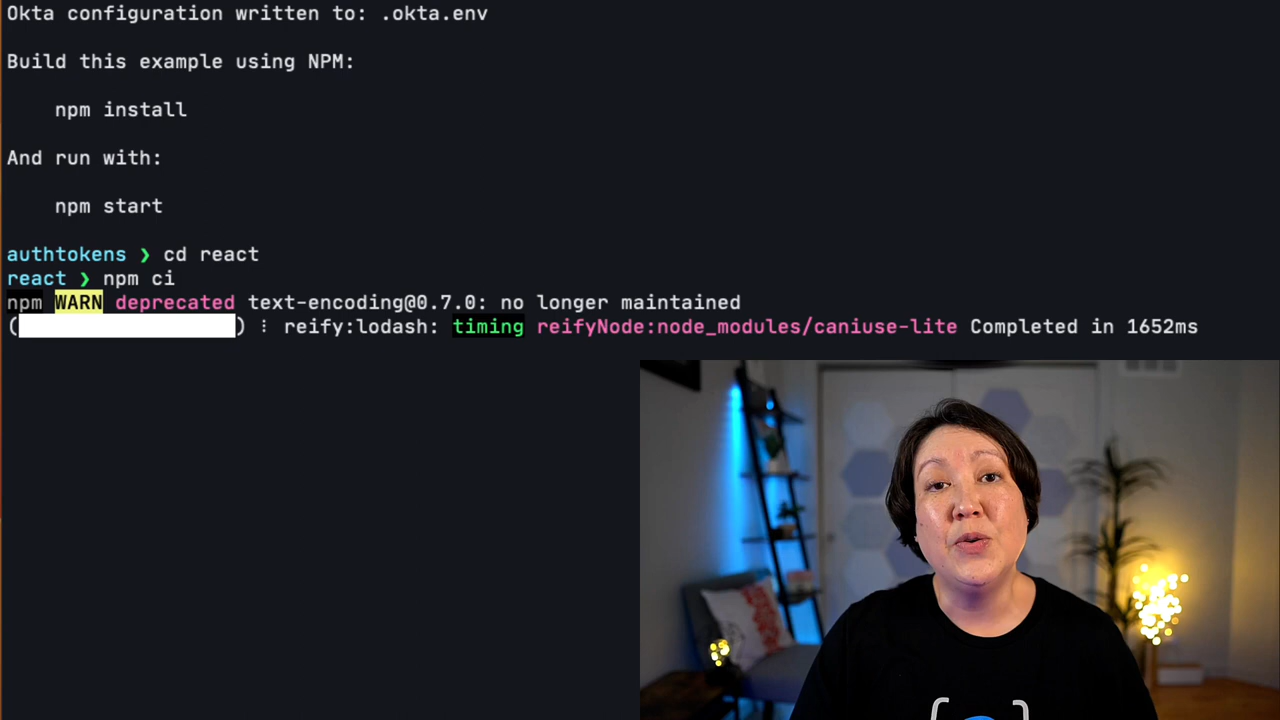 Okta configuration written to: .okta.env
Build this example using NPM:
npm install
And run with:
npm start
authtokens ❯ cd react
react ❯ npm ci
npm WARN deprecated text-encoding@0.7.0: no longer maintained
( ) ⠸ reify:lodash: timing reifyNode:node_modules/caniuse-lite Completed in 1652ms